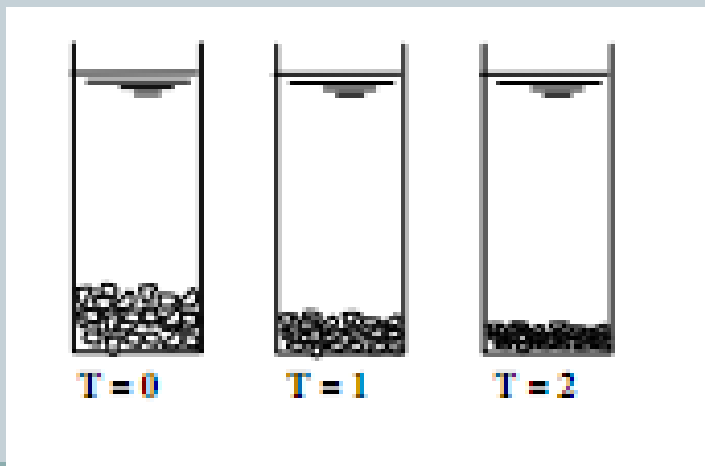 T = 0 T = 1 T = 2